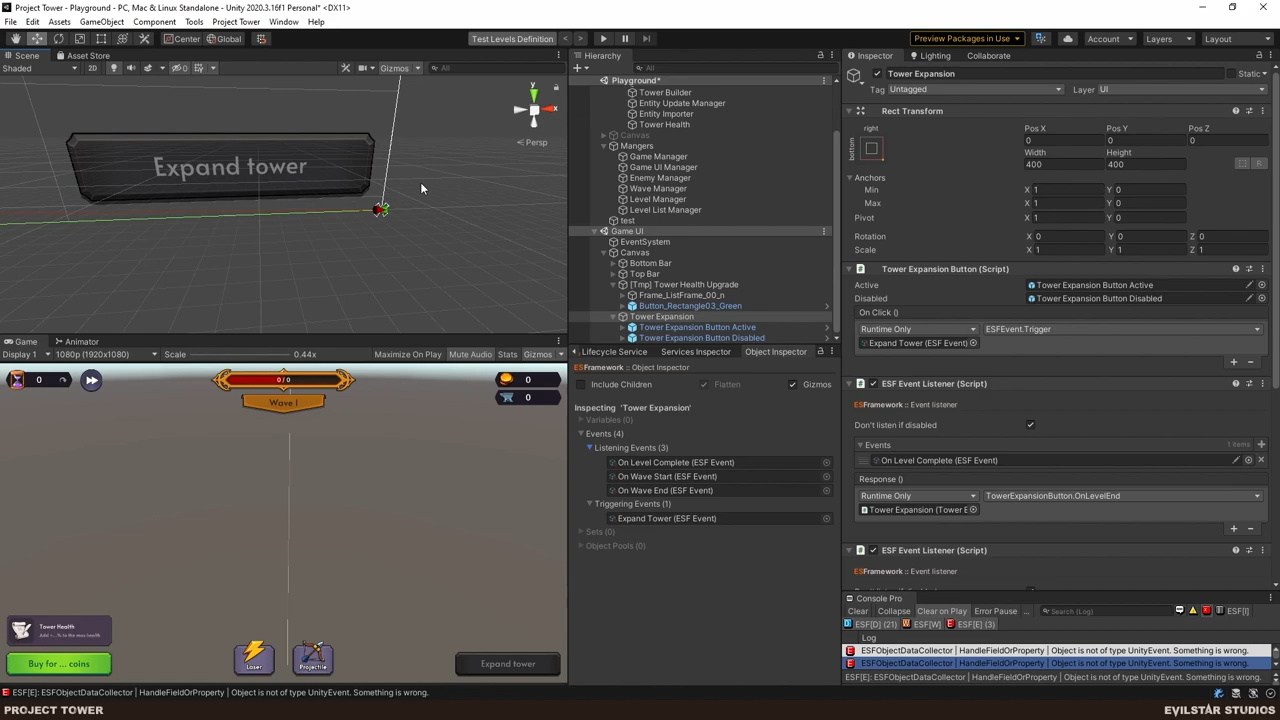 Project Tower - Playground - PC, Mac & Linux Standalone - Unity 2020.3.16f1 Personal* <DX11>
File Edit Assets GameObject Component Tools Project Tower Window Help
Center Global Test Levels Definition Preview Packages in Use Account Layers Layout
Scene Asset Store
Shaded 2D 0 Gizmos All
y
x
< Persp
Expand tower
Game Animator
Display 1 1080p (1920x1080) Scale 0.44x Maximize On Play Mute Audio Stats Gizmos
0 0 / 0 0
Wave I 0
Tower Health
Buy for ... coins
Laser Projectile
Expand tower
Hierarchy
All
Playground*
Tower Builder
Entity Update Manager
Entity Importer
Tower Health
Canvas
Mangers
Game Manager
Game UI Manager
Enemy Manager
Wave Manager
Level Manager
Level List Manager
test
Game UI
EventSystem
Canvas
Bottom Bar
Top Bar
[Tmp] Tower Health Upgrade
Frame_ListFrame_00_n
Button_Rectangle03_Green
Tower Expansion
Tower Expansion Button Active
Tower Expansion Button Disabled
Lifecycle Service Services Inspector Object Inspector
ESFramework :: Object Inspector
Include Children Flatten Gizmos
Inspecting 'Tower Expansion'
Variables (0)
Events (4)
Listening Events (3)
On Level Complete (ESF Event)
On Wave Start (ESF Event)
On Wave End (ESF Event)
Triggering Events (1)
Expand Tower (ESF Event)
Sets (0)
Object Pools (0)
Inspector Lighting Collaborate
Tower Expansion Static
Tag Untagged Layer UI
Rect Transform
right
bottom
Pos X Pos Y Pos Z
0 0 0
Width Height
400 400 R
Anchors
Min X 1 Y 0
Max X 1 Y 0
Pivot X 1 Y 0
Rotation X 0 Y 0 Z 0
Scale X 1 Y 1 Z 1
Tower Expansion Button (Script)
Active Tower Expansion Button Active
Disabled Tower Expansion Button Disabled
On Click ()
Runtime Only ESFEvent.Trigger
Expand Tower (ESF Event)
ESF Event Listener (Script)
ESFramework :: Event listener
Don't listen if disabled
Events 1 items
On Level Complete (ESF Event)
Response ()
Runtime Only TowerExpansionButton.OnLevelEnd
Tower Expansion (Tower E
ESF Event Listener (Script)
ESFramework :: Event listener
Console Pro
Clear Collapse Clear on Play Error Pause ... Search (Log) ESF[I]
ESF[D] (21) ESF[W] ESF[E] (3)
Log
ESFObjectDataCollector | HandleFieldOrProperty | Object is not of type UnityEvent. Something is wrong.
ESFObjectDataCollector | HandleFieldOrProperty | Object is not of type UnityEvent. Something is wrong.
ESF[E]: ESFObjectDataCollector | HandleFieldOrProperty | Object is not of type UnityEvent. Something is wrong.
ESF[E]: ESFObjectDataCollector | HandleFieldOrProperty | Object is not of type UnityEvent. Something is wrong.
PROJECT TOWER EVILSTAR STUDIOS